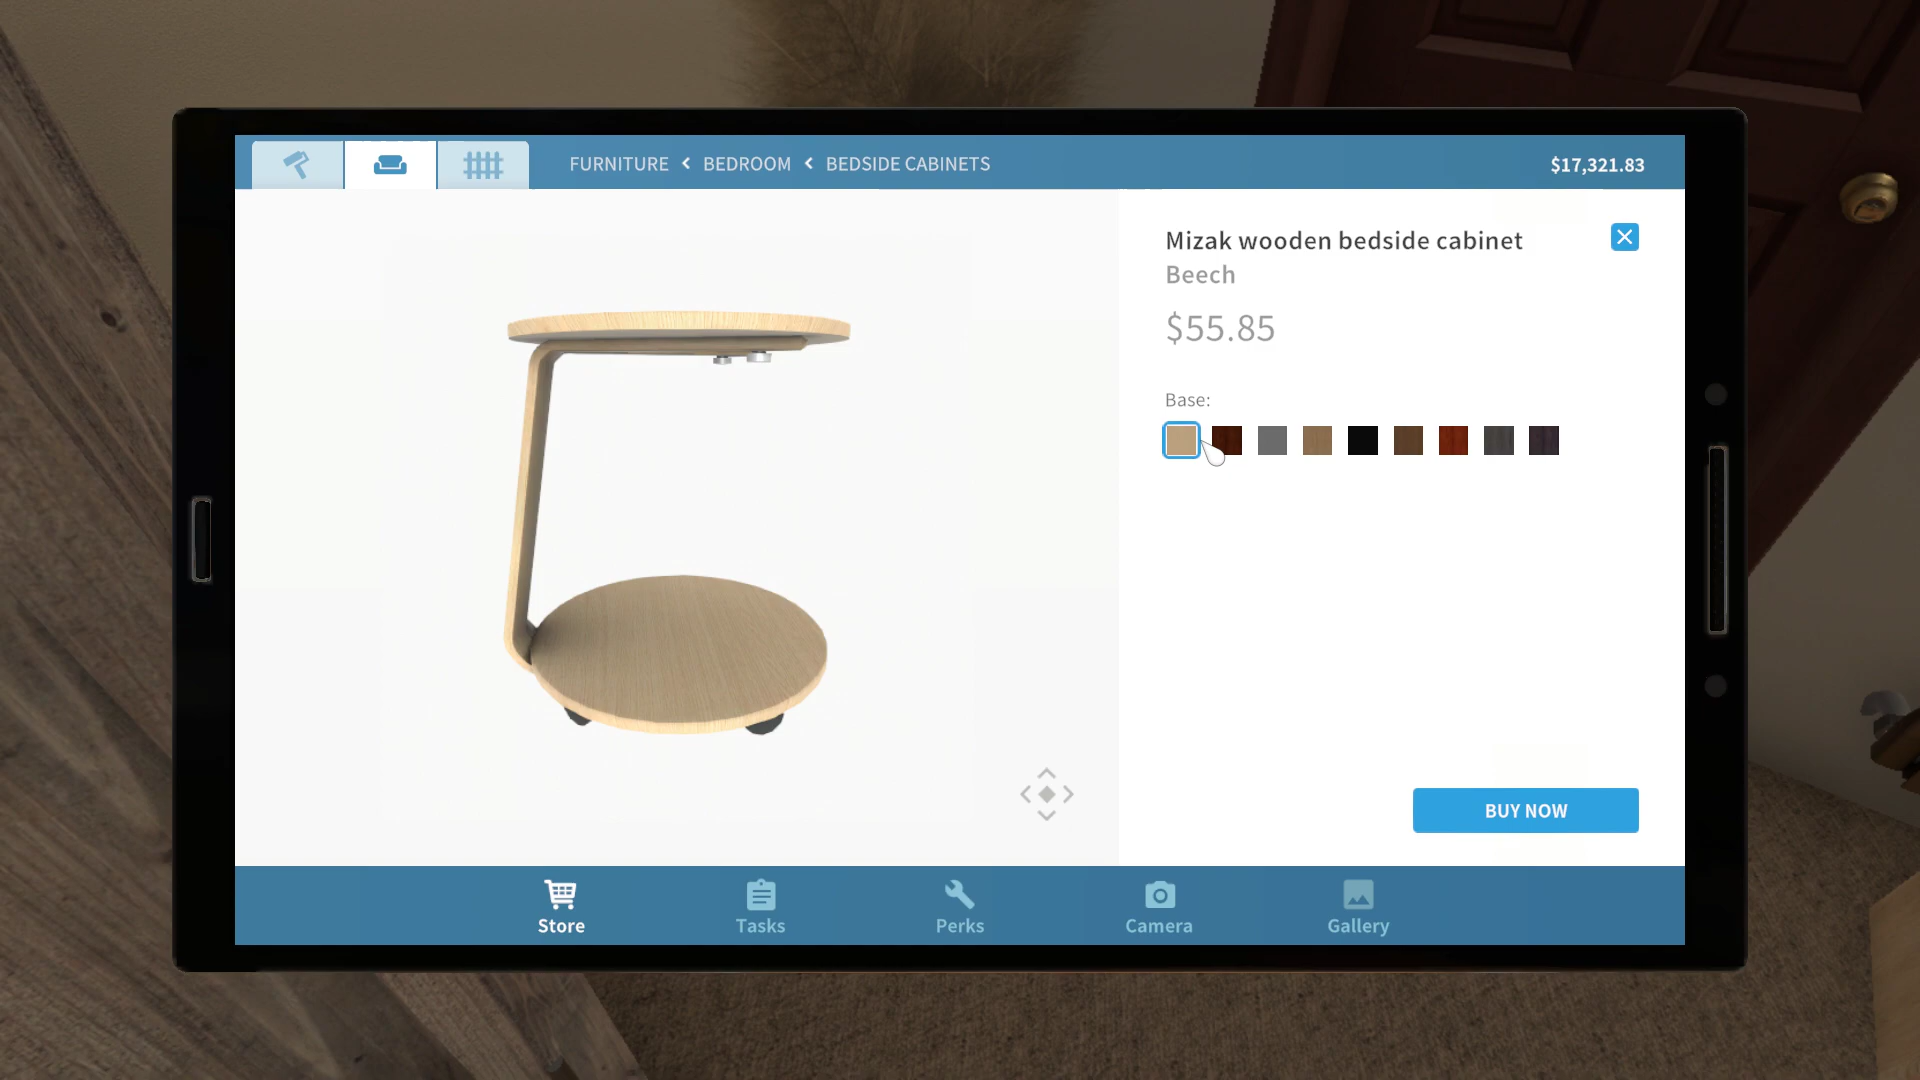 FURNITURE < BEDROOM < BEDSIDE CABINETS
$17,321.83
Mizak wooden bedside cabinet
Beech
$55.85
Base:
BUY NOW
Store
Tasks
Perks
Camera
Gallery